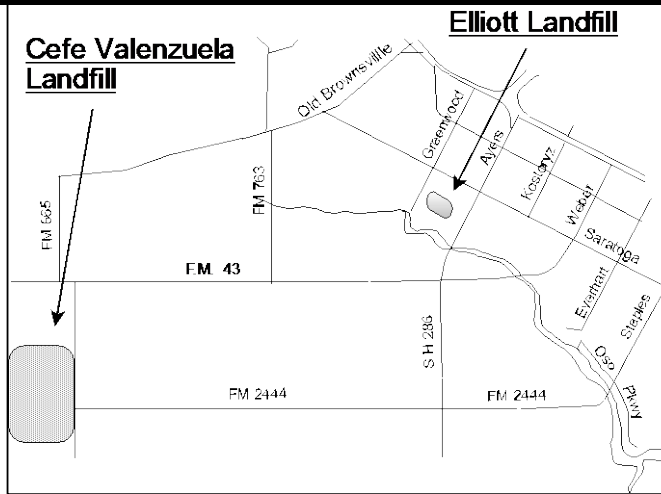 Elliott Landfill
Cefe Valenzuela
Landfill
Old Brownsville
Greenwood
Ayers
Kostoryz
Weber
Saratoga
Everhart
Staples
Oso
Pkwy
FM 763
FM 665
F.M. 43
S H 286
FM 2444
FM 2444